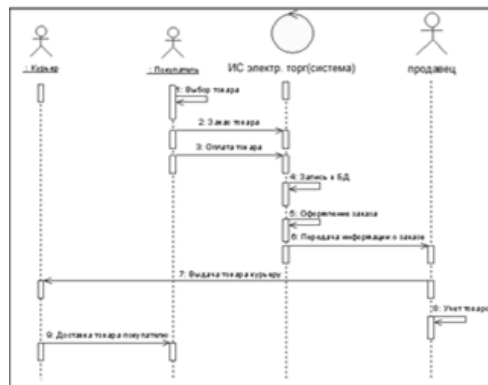 : Курьер
: Покупатель
ИС электр. торг(система)
продавец
1: Выбор товара
2: Заказ товара
3: Оплата товара
4: Запись в БД
5: Оформление заказа
6: Передача информации о заказе
7: Выдача товара курьеру
8: Учет товаро
9: Доставка товара покупателю